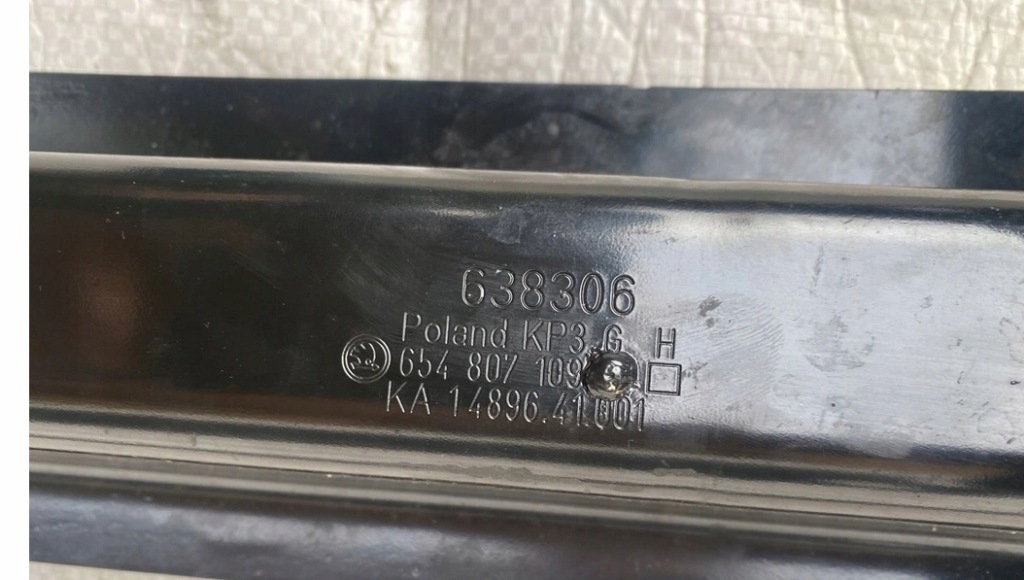 638306
Poland KP3 G H
654 807 109
KA 14896.41.001